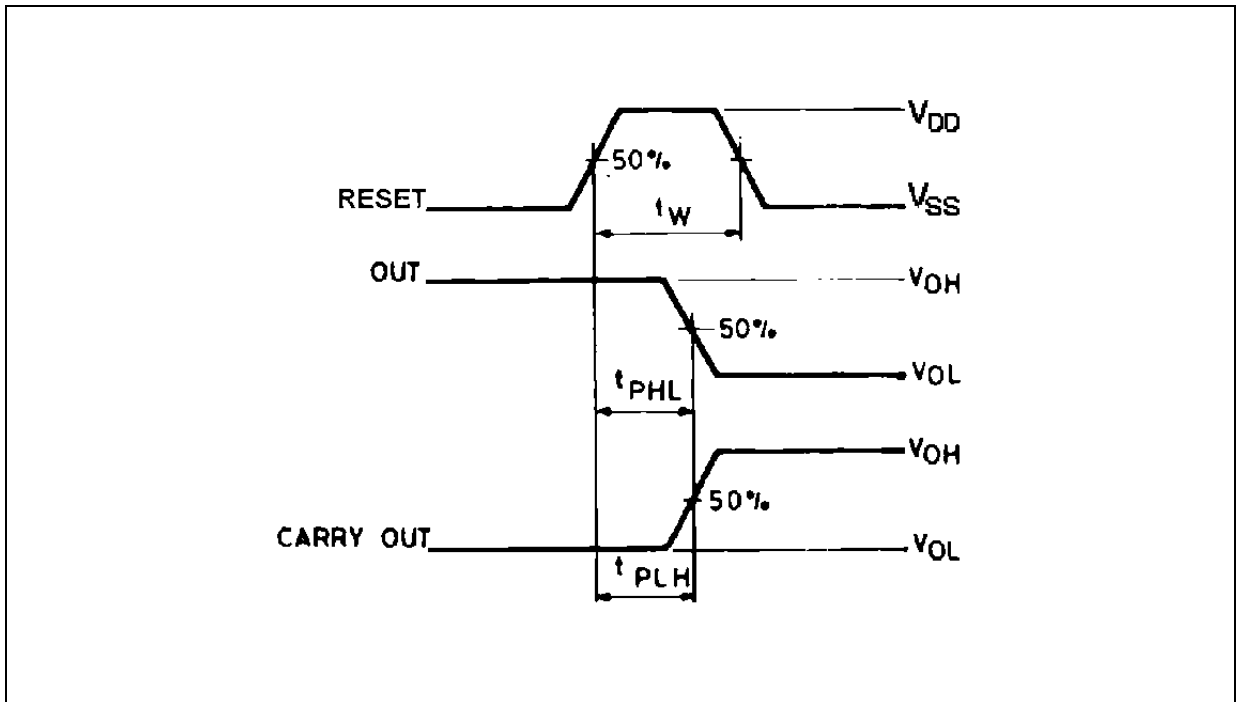 VDD
50%
RESET
VSS
tW
OUT
VOH
50%
VOL
tPHL
VOH
50%
CARRY OUT
VOL
tPLH